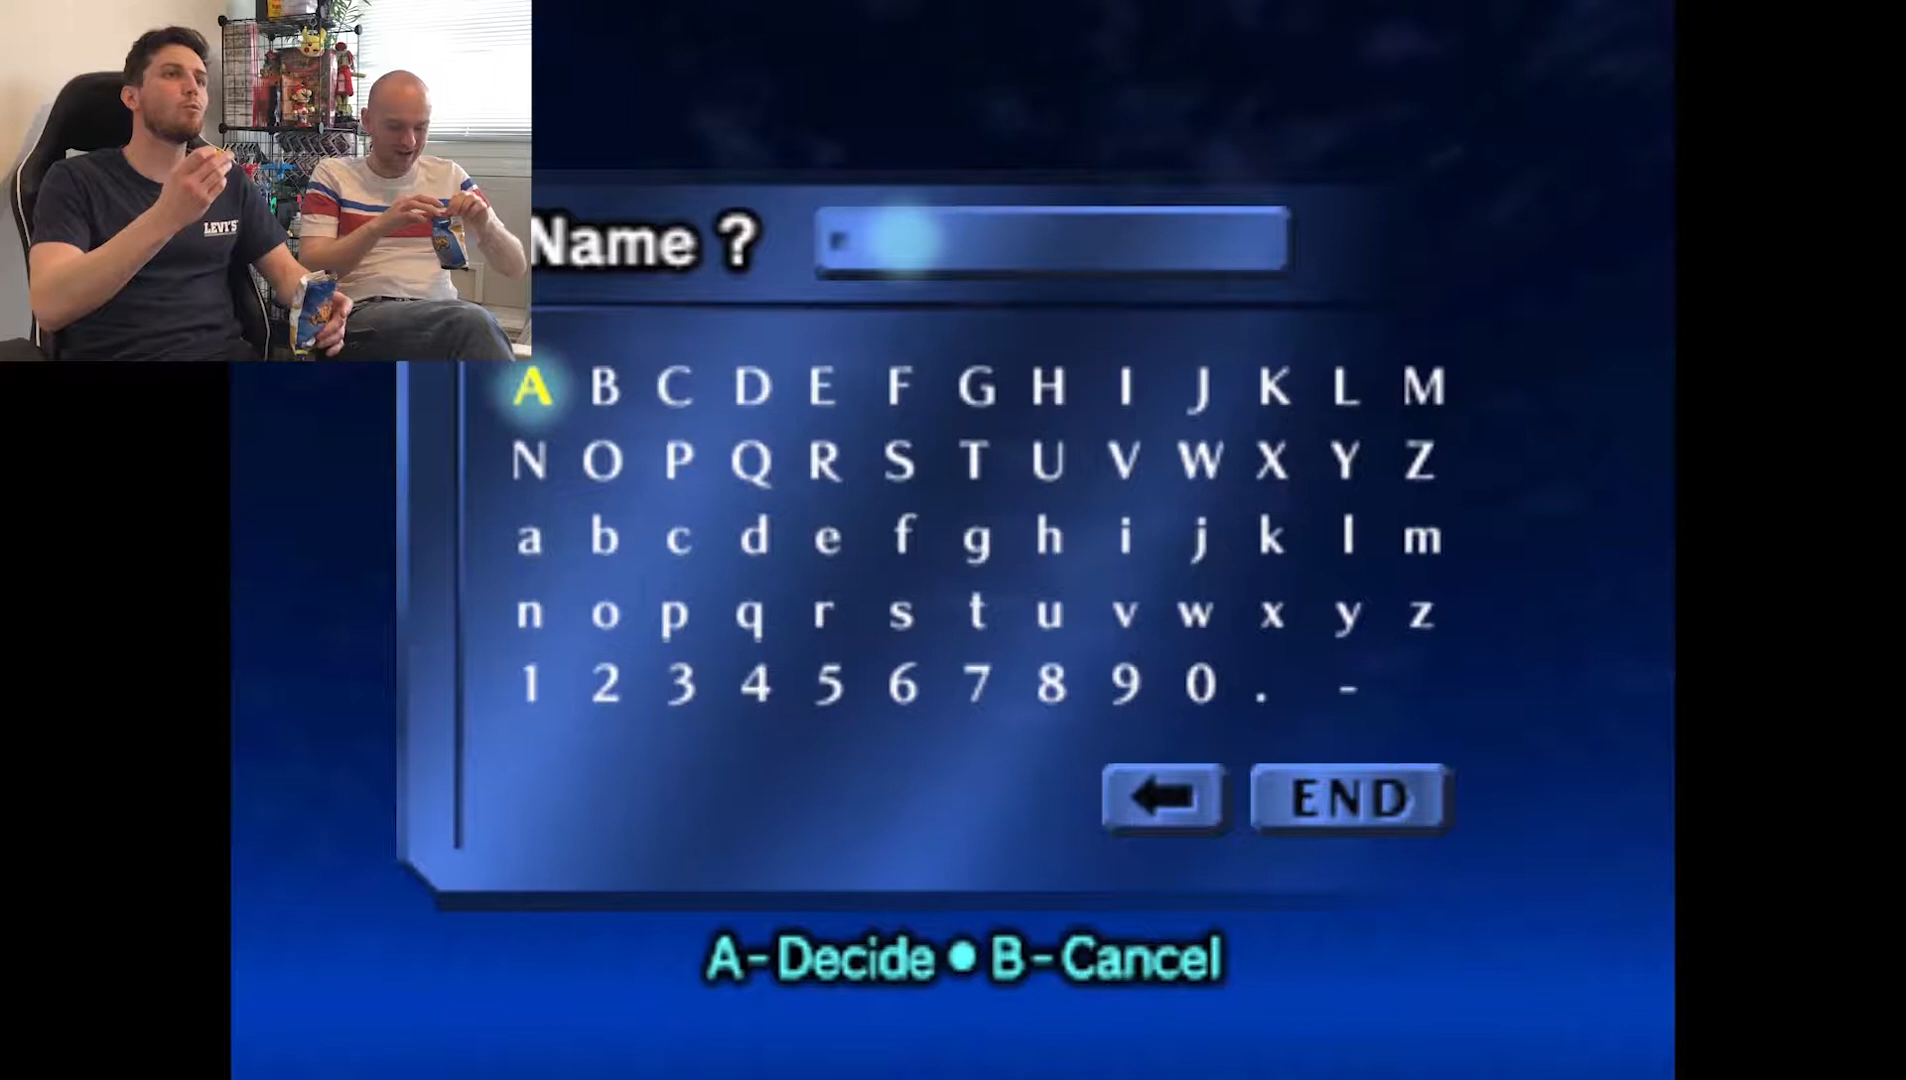 LEVI'S
Name ?
A B C D E F G H I J K L M
N O P Q R S T U V W X Y Z
a b c d e f g h i j k l m
n o p q r s t u v w x y z
1 2 3 4 5 6 7 8 9 0 . -
END
A-Decide ● B-Cancel